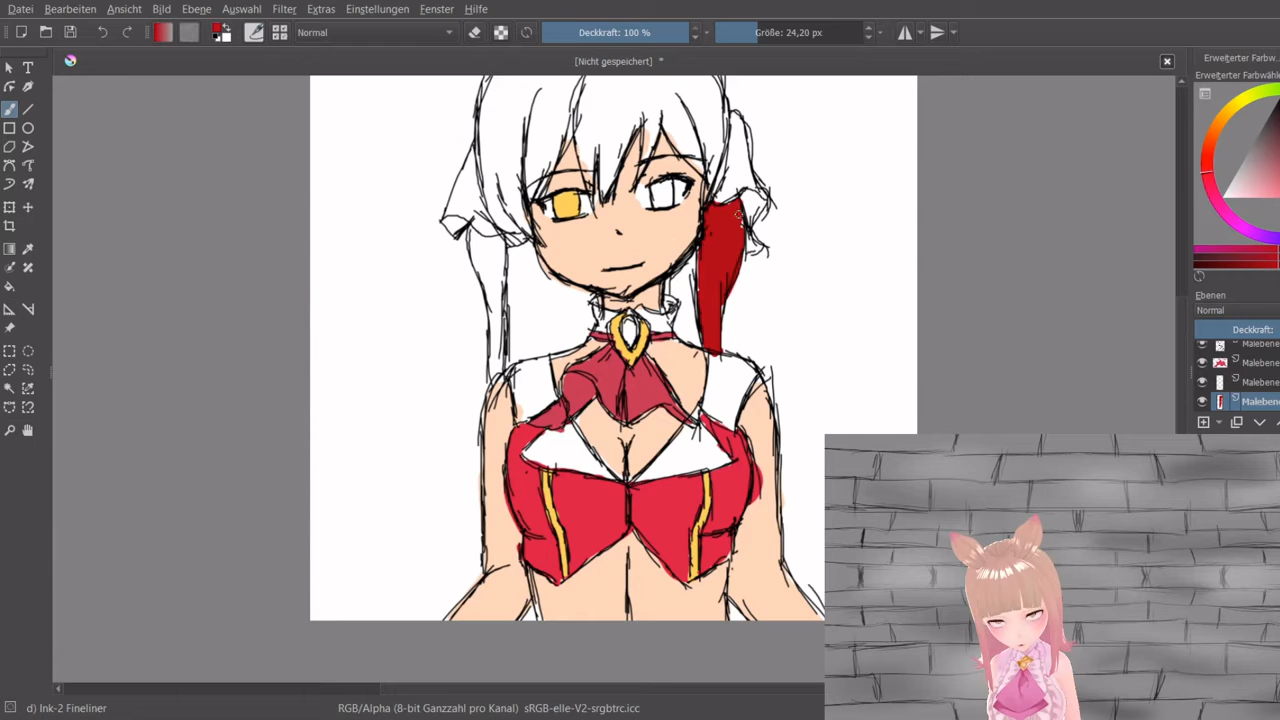 Datei Bearbeiten Ansicht Bild Ebene Auswahl Filter Extras Einstellungen Fenster Hilfe
Normal Deckkraft: 100 % Größe: 24,20 px
[Nicht gespeichert] *
Erweiterter Farbw...
Erweiterter Farbwähle
Ebenen
Normal
Deckkraft:
Malebene
Malebene
Malebene
Malebene
d) Ink-2 Fineliner
RGB/Alpha (8-bit Ganzzahl pro Kanal) sRGB-elle-V2-srgbtrc.icc